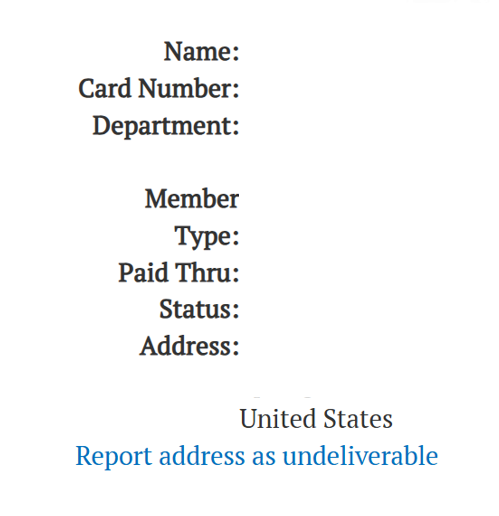 Name:
Card Number:
Department:
Member
Type:
Paid Thru:
Status:
Address:
United States
Report address as undeliverable